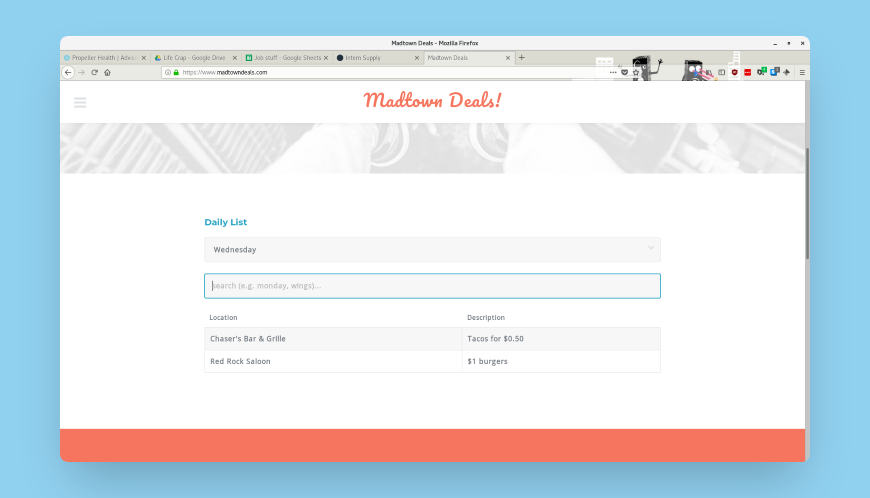 Madtown Deals - Mozilla Firefox
Propeller Health | Advan
Life Crap - Google Drive
Job stuff - Google Sheets
Intern Supply
Madtown Deals
https://www.madtowndeals.com
Madtown Deals!
Daily List
Wednesday
search (e.g. monday, wings)...
Location Description
Chaser's Bar & Grille Tacos for $0.50
Red Rock Saloon $1 burgers